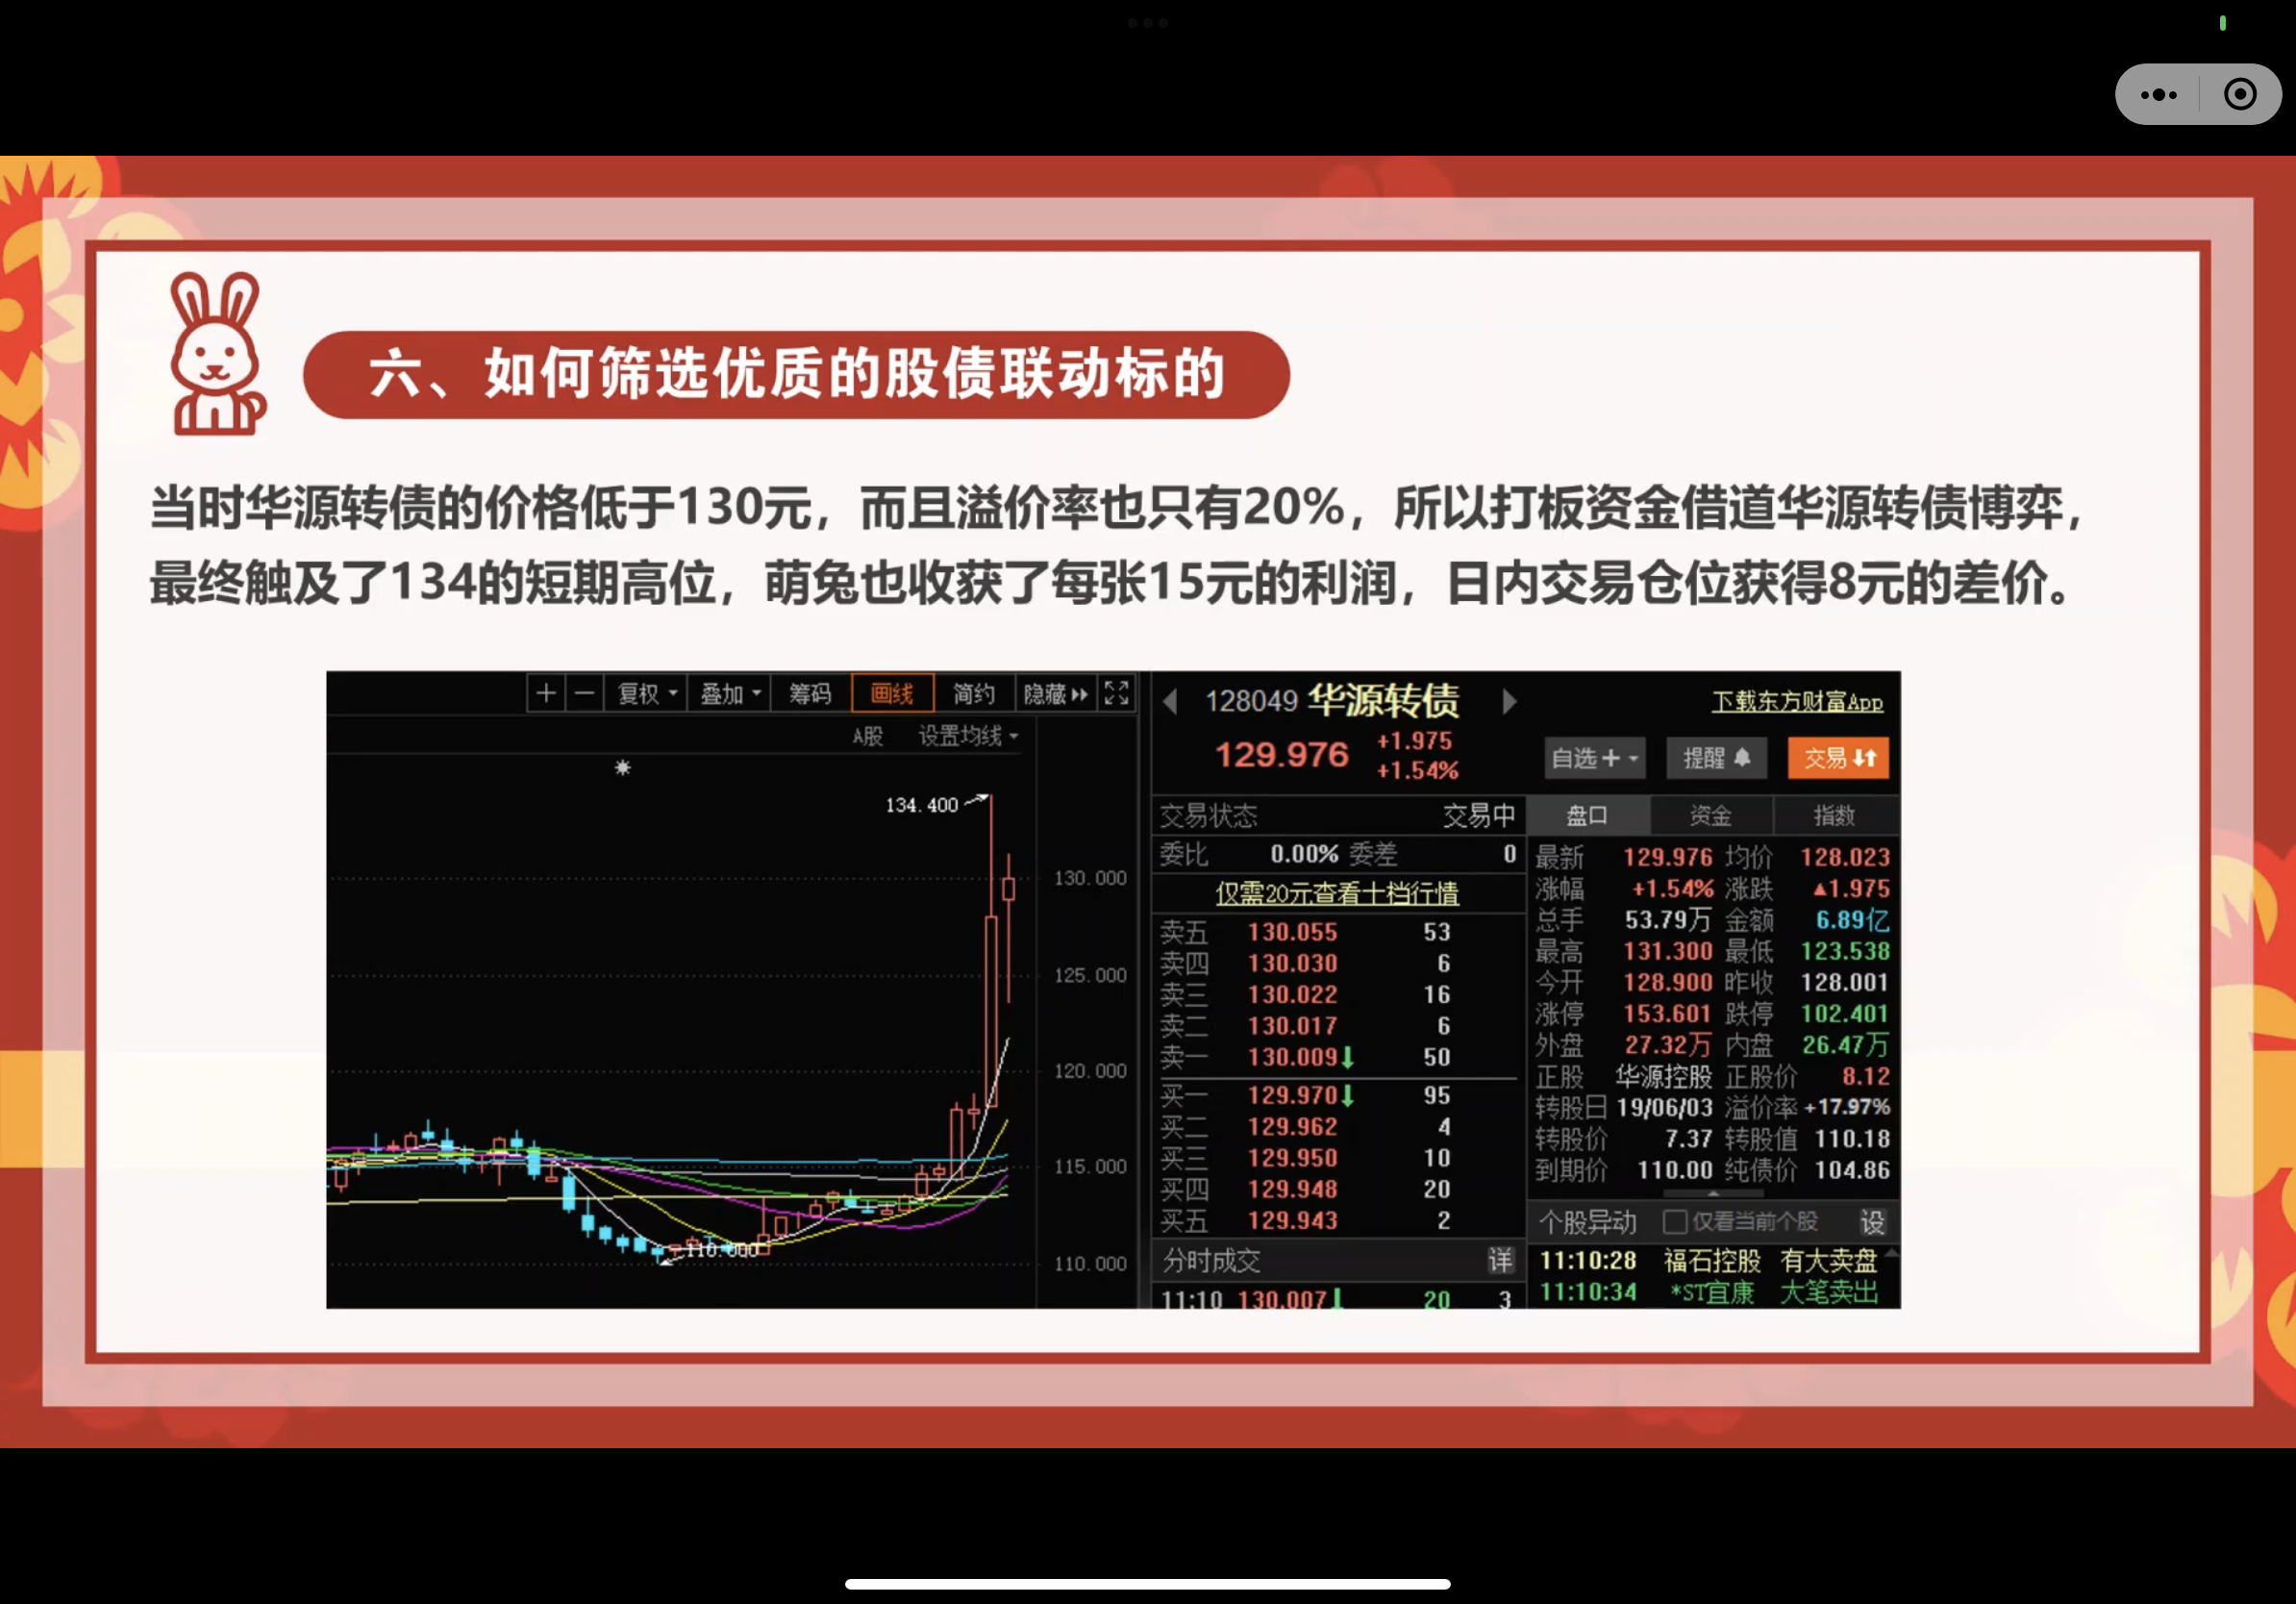 六、如何筛选优质的股债联动标的
当时华源转债的价格低于130元，而且溢价率也只有20%，所以打板资金借道华源转债博弈，
最终触及了134的短期高位，萌兔也收获了每张15元的利润，日内交易仓位获得8元的差价。
＋ － 复权 叠加 筹码 画线 简约 隐藏
A股 设置均线
134.400
130.000
125.000
120.000
115.000
110.000
110.000
128049 华源转债 下载东方财富App
129.976 +1.975 +1.54% 自选＋ 提醒 交易
交易状态 交易中
委比 0.00% 委差 0
仅需20元查看十档行情
卖五 130.055 53
卖四 130.030 6
卖三 130.022 16
卖二 130.017 6
卖一 130.009↓ 50
买一 129.970↓ 95
买二 129.962 4
买三 129.950 10
买四 129.948 20
买五 129.943 2
分时成交 详
11:10 130.007↓ 20 3
盘口 资金 指数
最新 129.976 均价 128.023
涨幅 +1.54% 涨跌 ▲1.975
总手 53.79万 金额 6.89亿
最高 131.300 最低 123.538
今开 128.900 昨收 128.001
涨停 153.601 跌停 102.401
外盘 27.32万 内盘 26.47万
正股 华源控股 正股价 8.12
转股日 19/06/03 溢价率 +17.97%
转股价 7.37 转股值 110.18
到期价 110.00 纯债价 104.86
个股异动 仅看当前个股 设
11:10:28 福石控股 有大卖盘
11:10:34 *ST宜康 大笔卖出